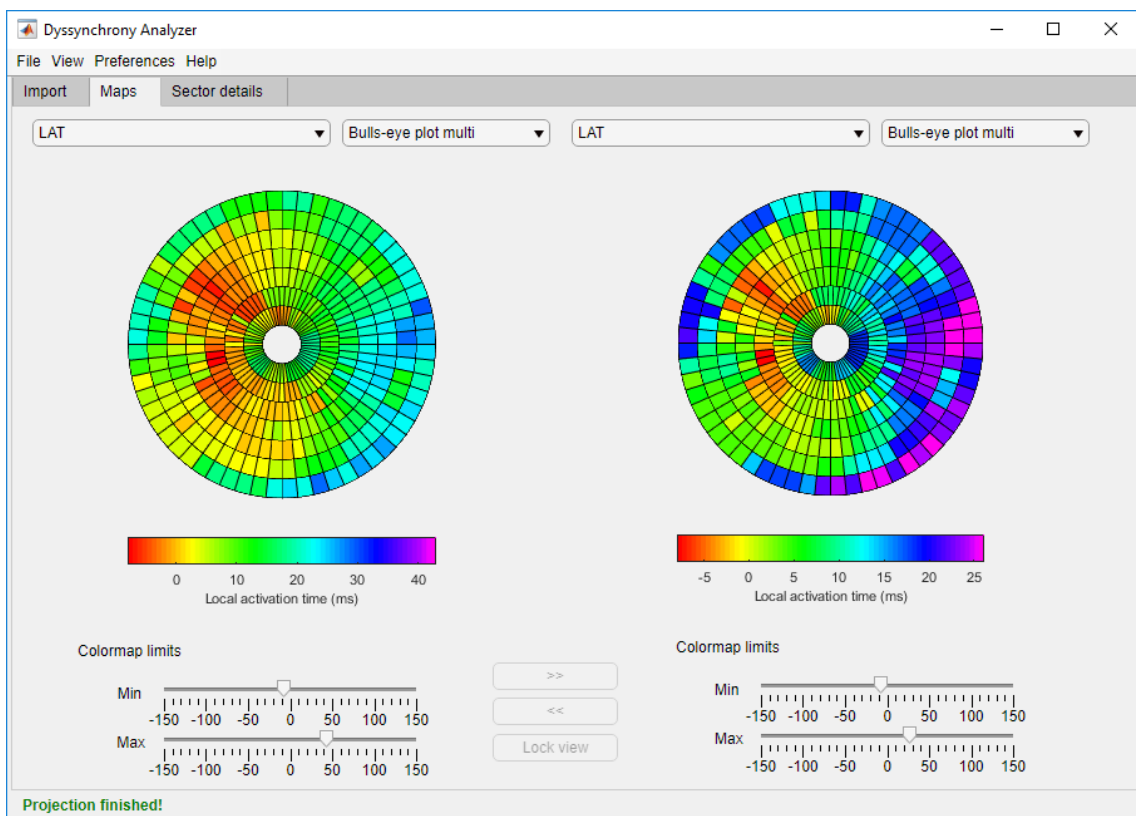 Dyssynchrony Analyzer
File View Preferences Help
Import Maps Sector details
LAT Bulls-eye plot multi LAT Bulls-eye plot multi
0 10 20 30 40
Local activation time (ms)
-5 0 5 10 15 20 25
Local activation time (ms)
Colormap limits
Min
-150 -100 -50 0 50 100 150
Max
-150 -100 -50 0 50 100 150
>>
<<
Lock view
Colormap limits
Min
-150 -100 -50 0 50 100 150
Max
-150 -100 -50 0 50 100 150
Projection finished!